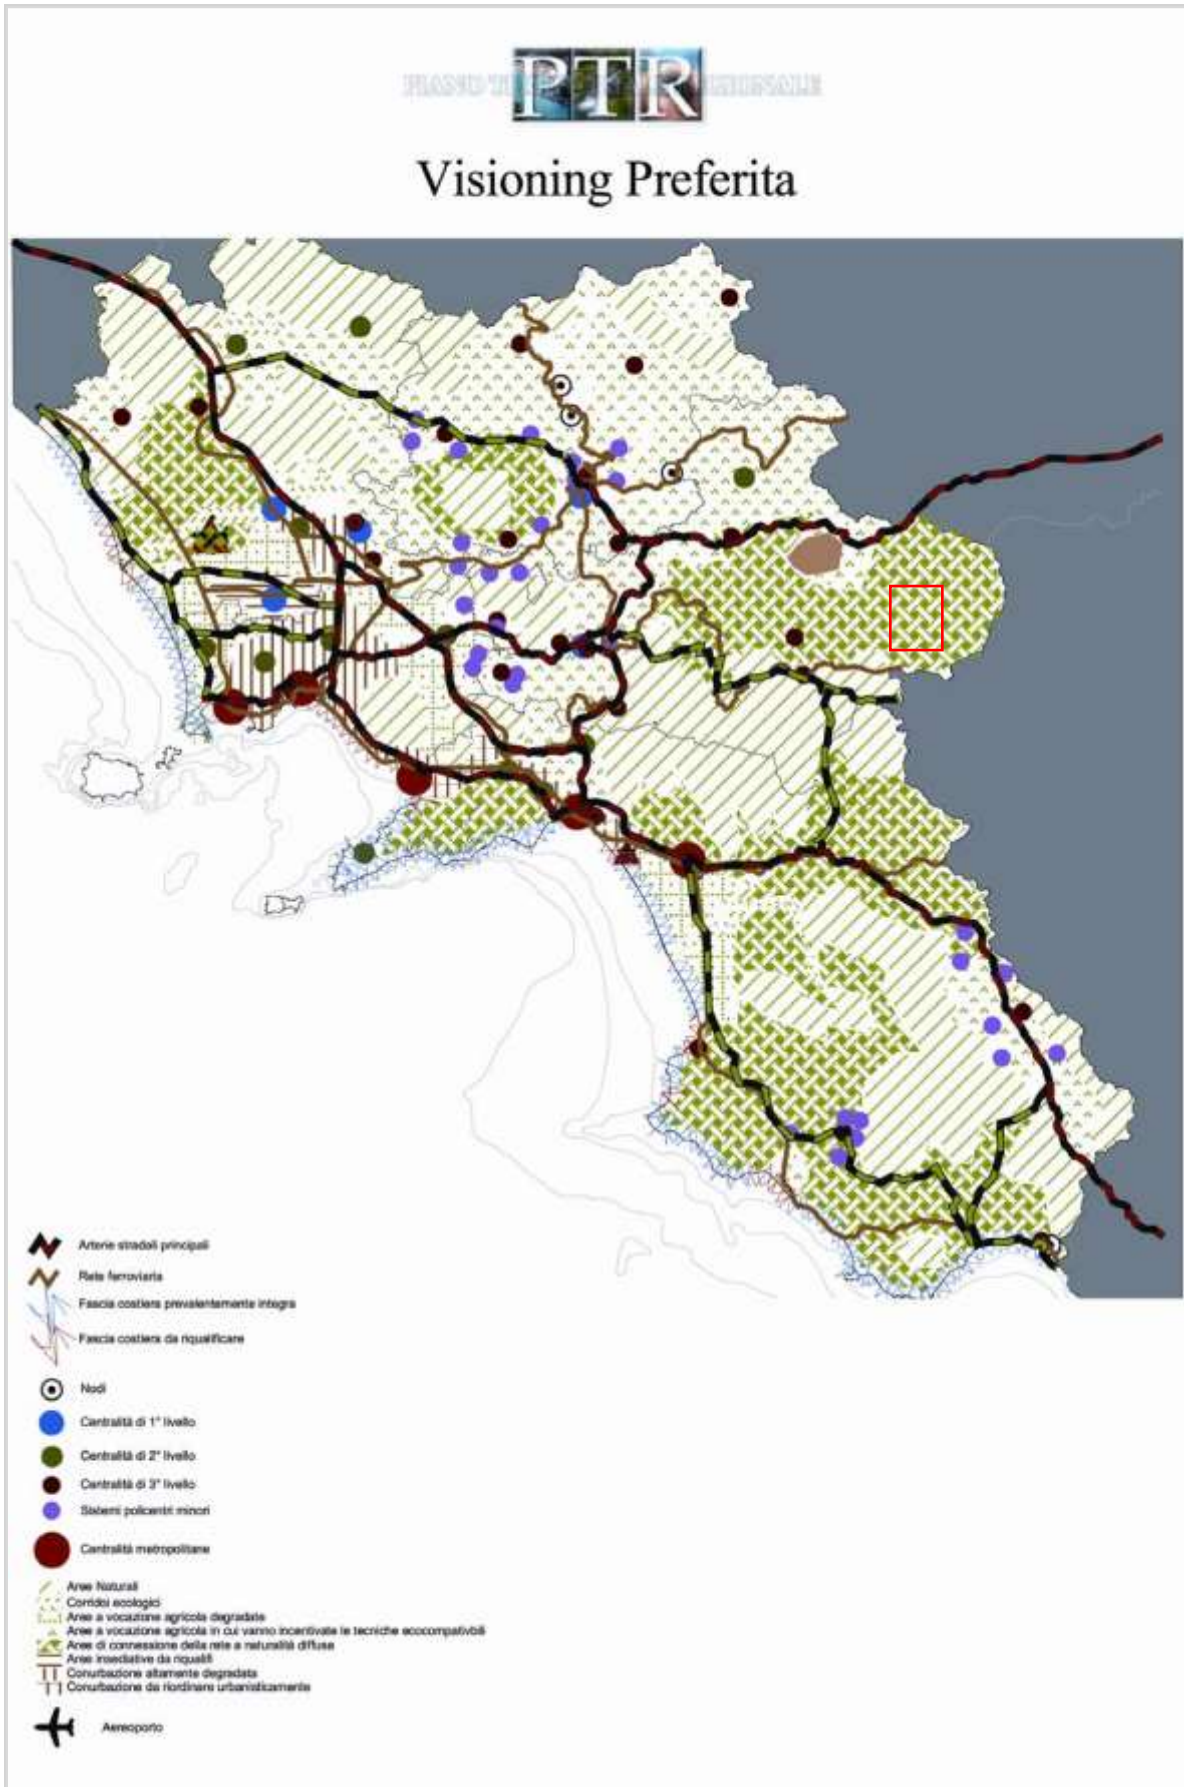 PTR
Visioning Preferita
Arterie stradali principali
Rete ferroviaria
Fascia costiera prevalentemente integra
Fascia costiera da riqualificare
Nodi
Centralità di 1° livello
Centralità di 2° livello
Centralità di 3° livello
Sistemi policentri minori
Centralità metropolitane
Aree Naturali
Corridoi ecologici
Aree a vocazione agricola degradate
Aree a vocazione agricola in cui vanno incentivate le tecniche ecocompativbili
Aree di connessione della rete a naturalità diffusa
Aree insediative da riqualifi
Conurbazione altamente degradata
Conurbazione da riordinare urbanisticamente
Aereoporto